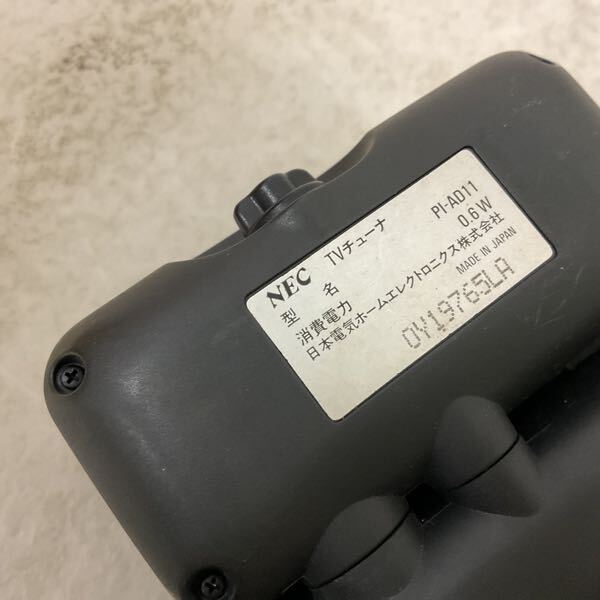 NEC TVチューナ
型 名 PI-AD11
消費電力 0.6W
日本電気ホームエレクトロニクス株式会社
MADE IN JAPAN
0Y19765LA